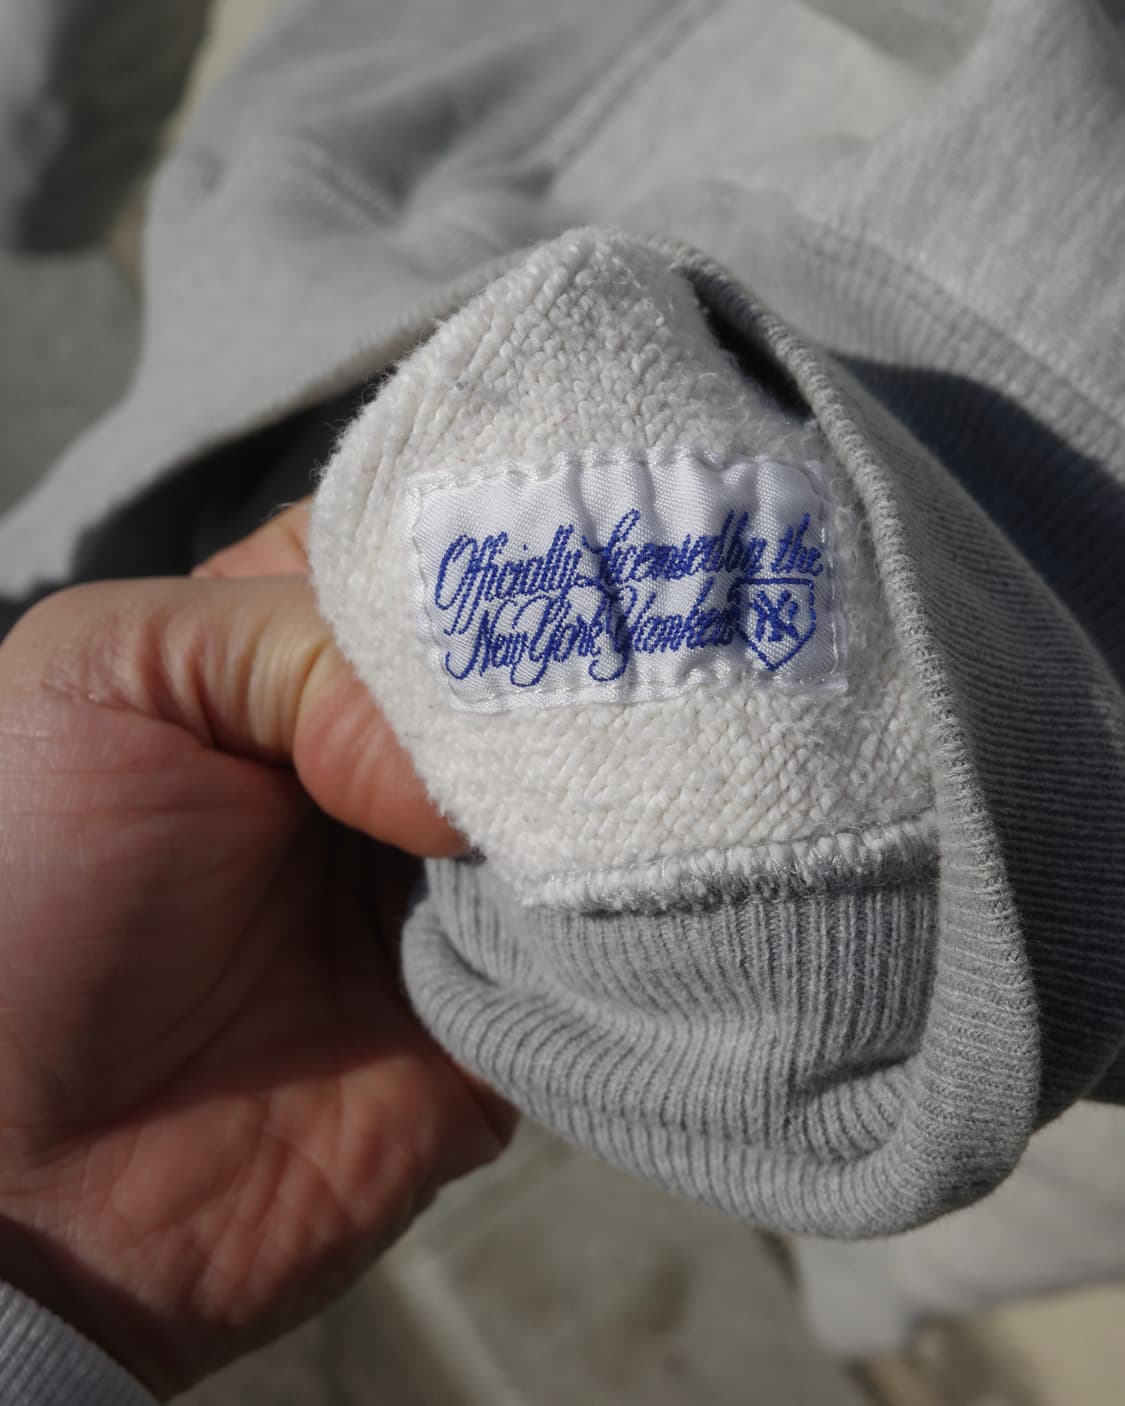 Officially Licensed by the
New York Yankees
NY